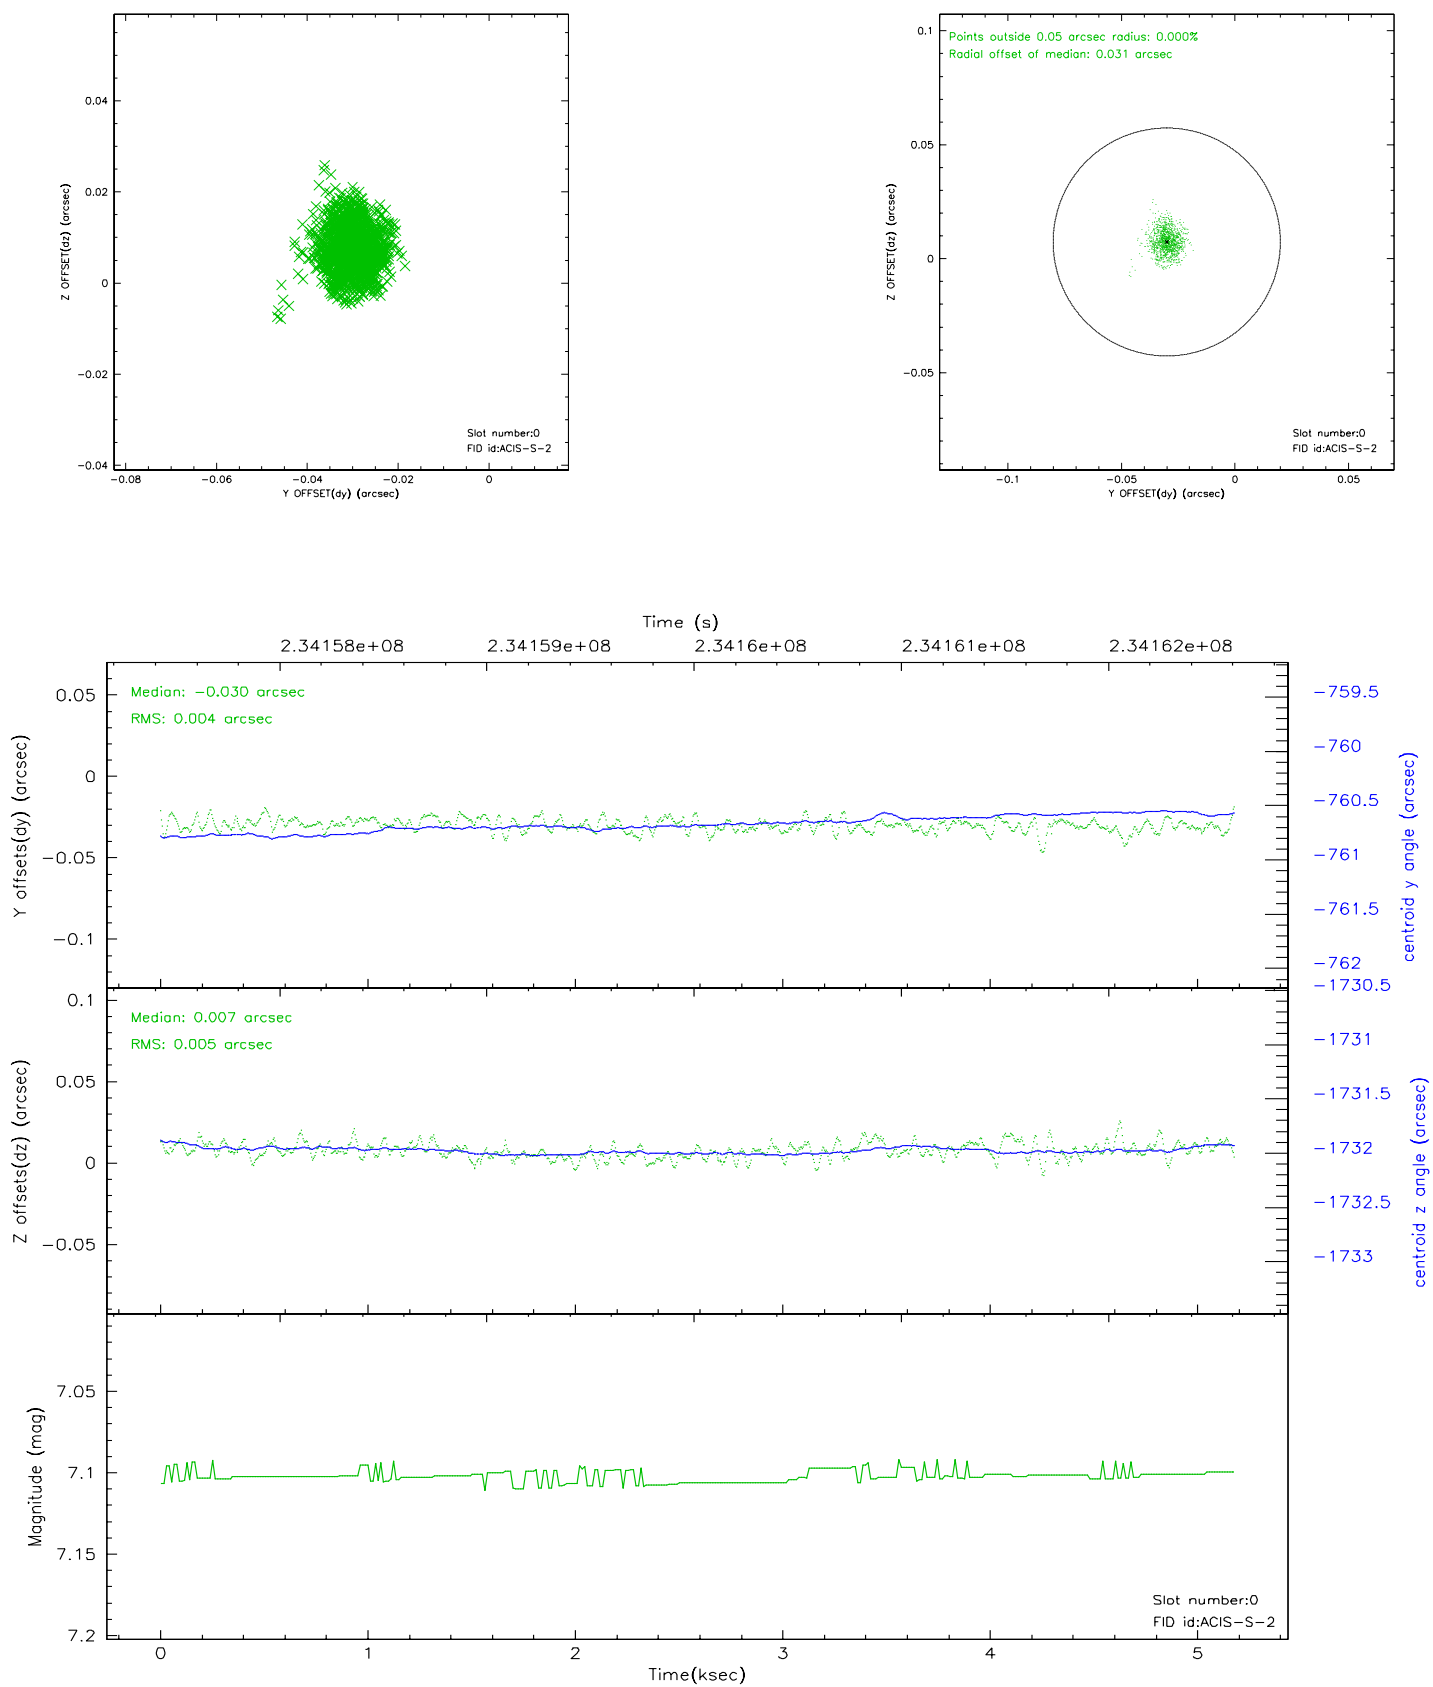 0.04
0.02
0
-0.02
-0.04
Z OFFSET(dz) (arcsec)
Slot number:0
FID id:ACIS-S-2
-0.08 -0.06 -0.04 -0.02 0
Y OFFSET(dy) (arcsec)
Points outside 0.05 arcsec radius: 0.000%
Radial offset of median: 0.031 arcsec
0.1
0.05
0
-0.05
Z OFFSET(dz) (arcsec)
Slot number:0
FID id:ACIS-S-2
-0.1 -0.05 0 0.05
Y OFFSET(dy) (arcsec)
Time (s)
2.34158e+08 2.34159e+08 2.3416e+08 2.34161e+08 2.34162e+08
Median: -0.030 arcsec
RMS: 0.004 arcsec
0.05
0
-0.05
-0.1
Y offsets(dy) (arcsec)
-759.5
-760
-760.5
-761
-761.5
-762
centroid y angle (arcsec)
Median: 0.007 arcsec
RMS: 0.005 arcsec
0.1
0.05
0
-0.05
Z offsets(dz) (arcsec)
-1730.5
-1731
-1731.5
-1732
-1732.5
-1733
centroid z angle (arcsec)
7.05
7.1
7.15
7.2
Magnitude (mag)
Slot number:0
FID id:ACIS-S-2
0 1 2 3 4 5
Time(ksec)